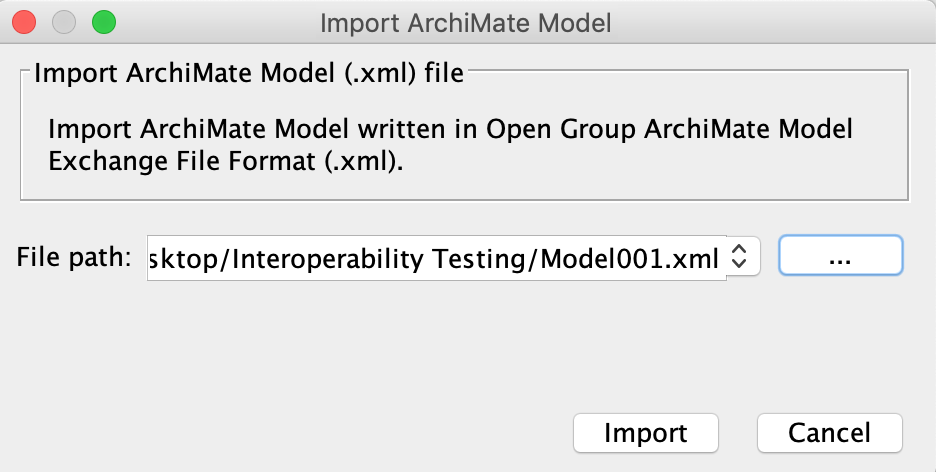 Import ArchiMate Model
Import ArchiMate Model (.xml) file
Import ArchiMate Model written in Open Group ArchiMate Model
Exchange File Format (.xml).
File path: sktop/Interoperability Testing/Model001.xml ...
Import Cancel